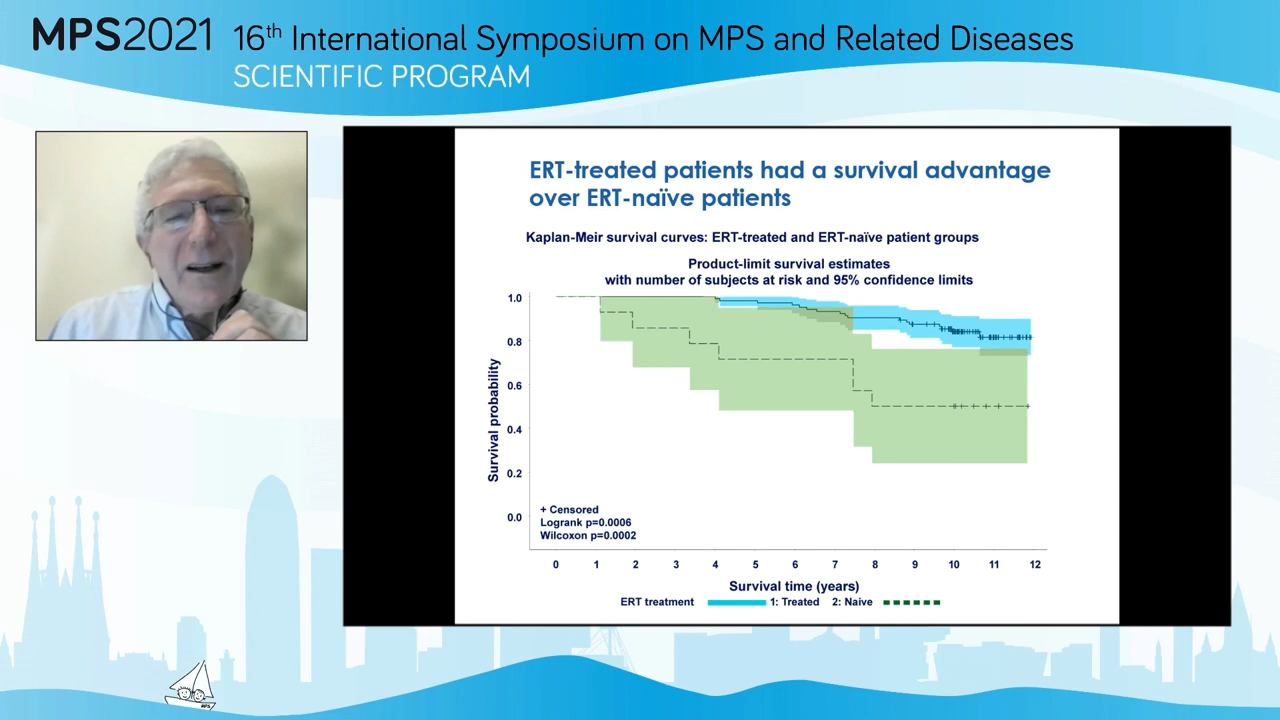 MPS2021 16th International Symposium on MPS and Related Diseases
SCIENTIFIC PROGRAM
ERT-treated patients had a survival advantage
over ERT-naïve patients
Kaplan-Meir survival curves: ERT-treated and ERT-naïve patient groups
Product-limit survival estimates
with number of subjects at risk and 95% confidence limits
Survival probability
1.0
0.8
0.6
0.4
0.2
0.0
+ Censored
Logrank p=0.0006
Wilcoxon p=0.0002
0 1 2 3 4 5 6 7 8 9 10 11 12
Survival time (years)
ERT treatment 1: Treated 2: Naive
MPS